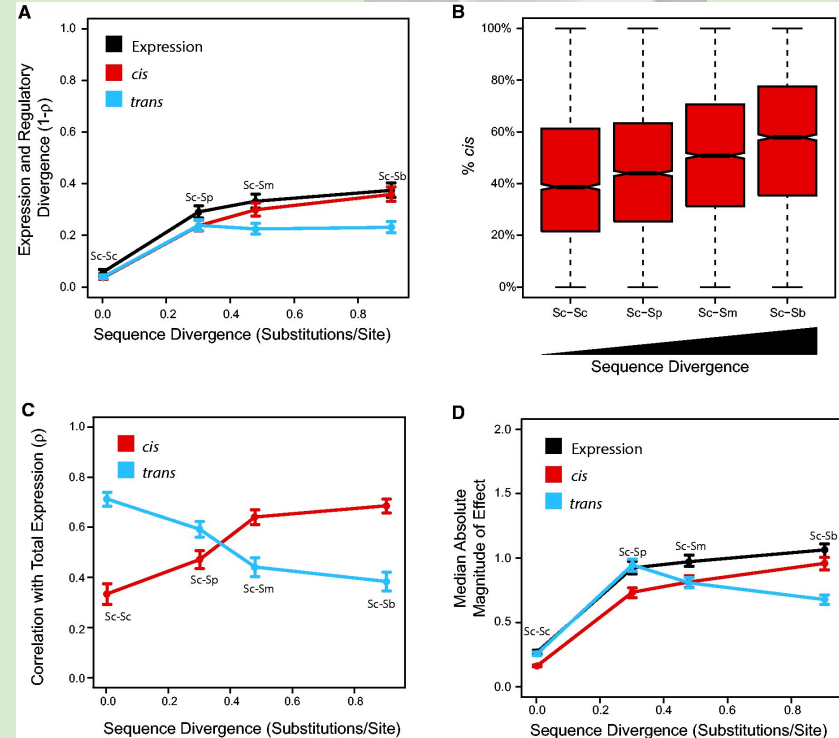 A
Expression and Regulatory
Divergence (1-ρ)
1.0
0.8
0.6
0.4
0.2
0.0
Expression
cis
trans
Sc-Sc
Sc-Sp
Sc-Sm
Sc-Sb
0.0 0.2 0.4 0.6 0.8
Sequence Divergence (Substitutions/Site)
B
% cis
100%
80%
60%
40%
20%
0%
Sc-Sc Sc-Sp Sc-Sm Sc-Sb
Sequence Divergence
C
Correlation with Total Expression (ρ)
1.0
0.8
0.6
0.4
0.2
0.0
cis
trans
Sc-Sc
Sc-Sp
Sc-Sm
Sc-Sb
0.0 0.2 0.4 0.6 0.8
Sequence Divergence (Substitutions/Site)
D
Median Absolute
Magnitude of Effect
2.0
1.5
1.0
0.5
0.0
Expression
cis
trans
Sc-Sc
Sc-Sp
Sc-Sm
Sc-Sb
0.0 0.2 0.4 0.6 0.8
Sequence Divergence (Substitutions/Site)